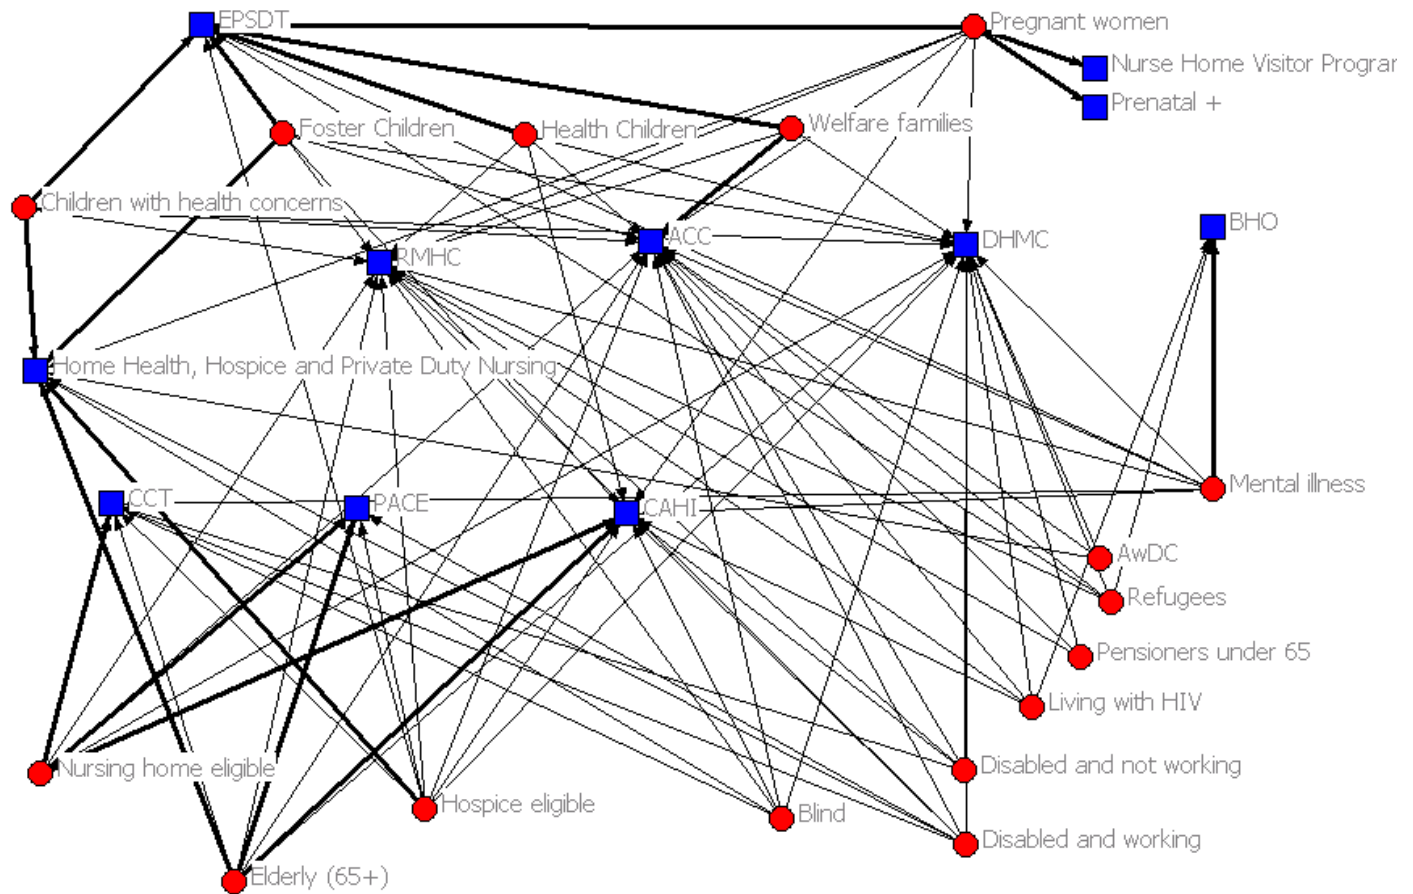 EPSDT
Pregnant women
Nurse Home Visitor Prograr
Prenatal +
Foster Children
Health Children
Welfare families
Children with health concerns
RMHC
ACC
DHMC
BHO
Home Health, Hospice and Private Duty Nursing
CCT
PACE
CAHI
Mental illness
AwDC
Refugees
Pensioners under 65
Living with HIV
Nursing home eligible
Hospice eligible
Blind
Disabled and not working
Disabled and working
Elderly (65+)